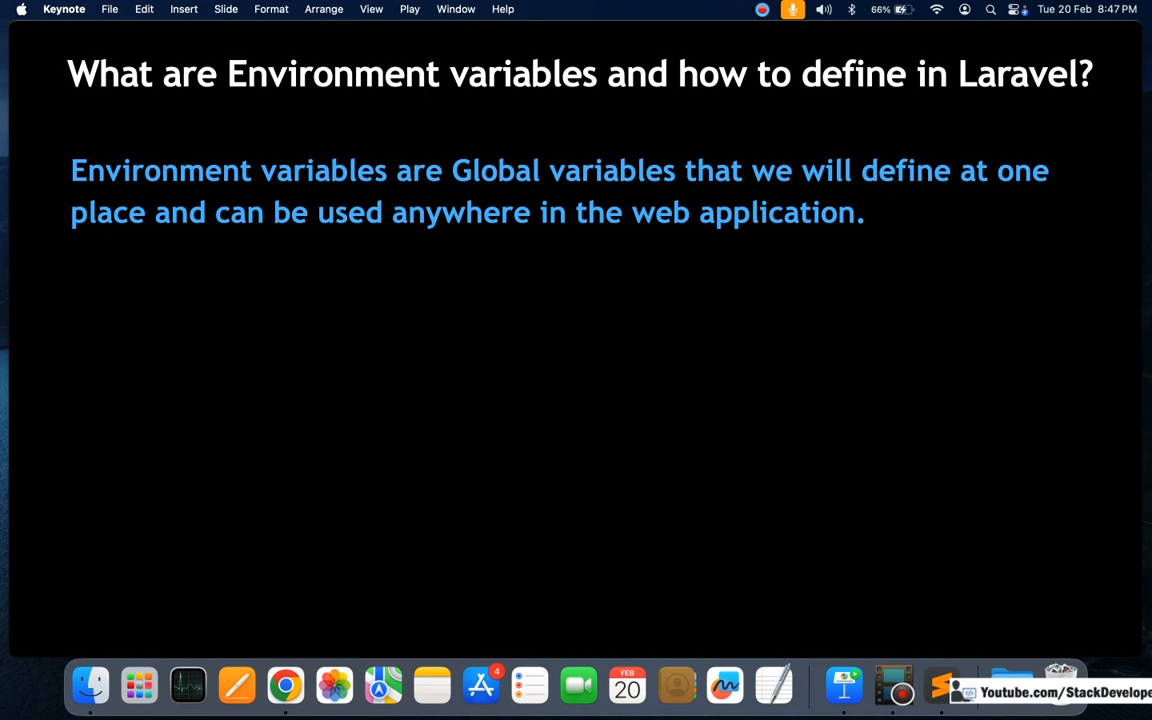 Keynote File Edit Insert Slide Format Arrange View Play Window Help 66% Tue 20 Feb 8:47 PM
What are Environment variables and how to define in Laravel?
Environment variables are Global variables that we will define at one
place and can be used anywhere in the web application.
4
FEB
20
Youtube.com/StackDevelope